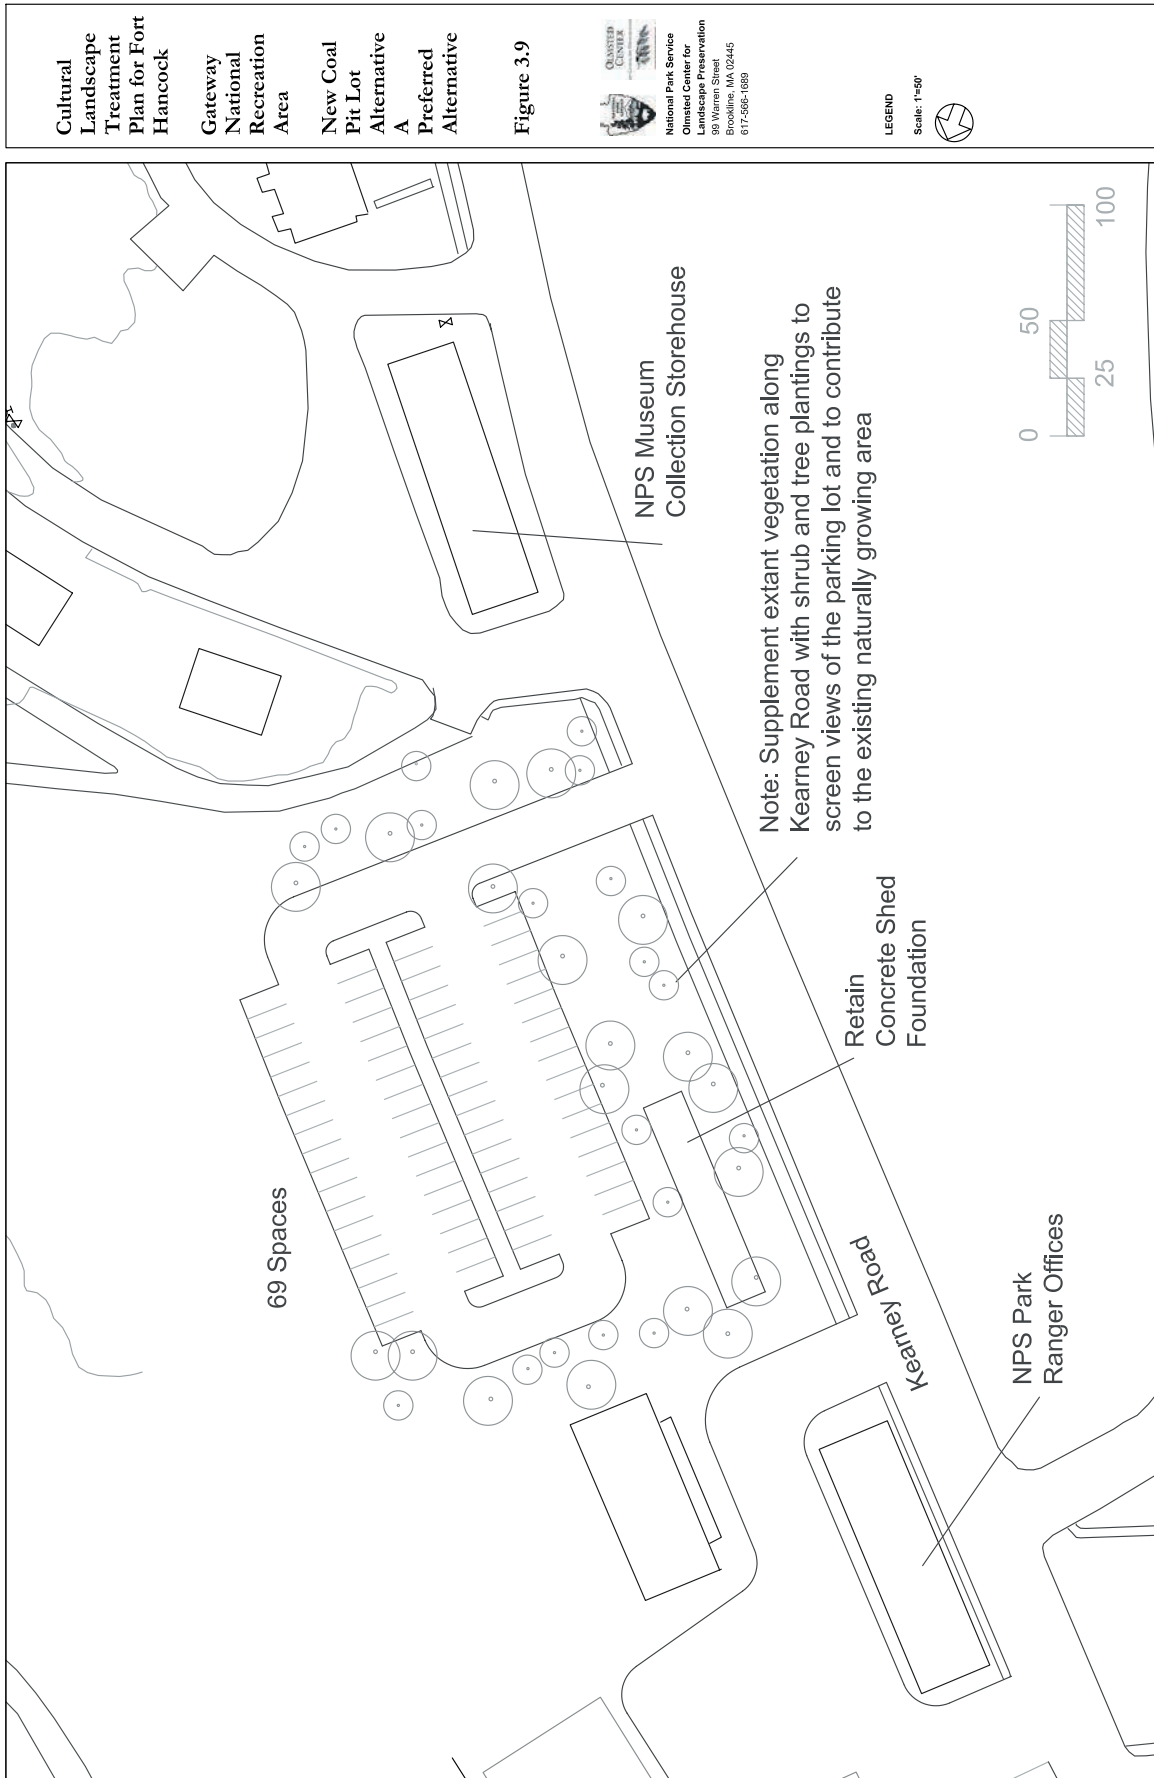 Cultural
Landscape
Treatment
Plan for Fort
Hancock
Gateway
National
Recreation
Area
New Coal
Pit Lot
Alternative
A
Preferred
Alternative
Figure 3.9
OLMSTED
CENTER
National Park Service
Olmsted Center for
Landscape Preservation
99 Warren Street
Brookline, MA 02445
617-566-1689
LEGEND
Scale: 1"=50'
69 Spaces
NPS Museum
Collection Storehouse
Note: Supplement extant vegetation along
Kearney Road with shrub and tree plantings to
screen views of the parking lot and to contribute
to the existing naturally growing area
Retain
Concrete Shed
Foundation
Kearney Road
NPS Park
Ranger Offices
0
25
50
100